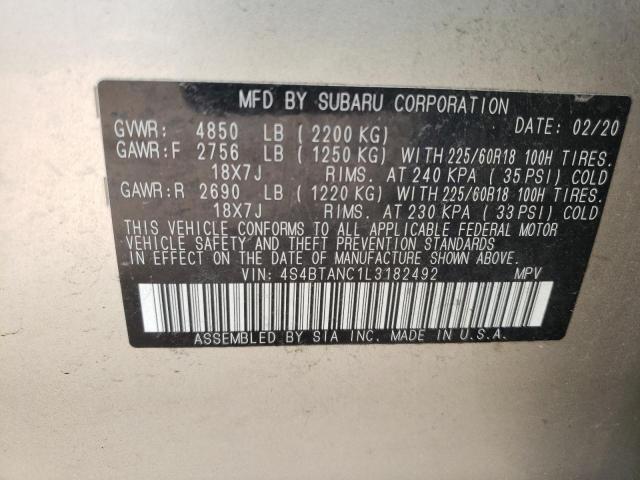 MFD BY SUBARU CORPORATION
GVWR: 4850 LB ( 2200 KG) DATE: 02/20
GAWR:F 2756 LB ( 1250 KG) WITH 225/60R18 100H TIRES.
18X7J RIMS. AT 240 KPA ( 35 PSI) COLD
GAWR:R 2690 LB ( 1220 KG) WITH 225/60R18 100H TIRES.
18X7J RIMS. AT 230 KPA ( 33 PSI) COLD
THIS VEHICLE CONFORMS TO ALL APPLICABLE FEDERAL MOTOR
VEHICLE SAFETY AND THEFT PREVENTION STANDARDS
IN EFFECT ON THE DATE OF MANUFACTURE SHOWN ABOVE.
VIN: 4S4BTANC1L3182492 MPV
ASSEMBLED BY SIA INC. MADE IN U.S.A.